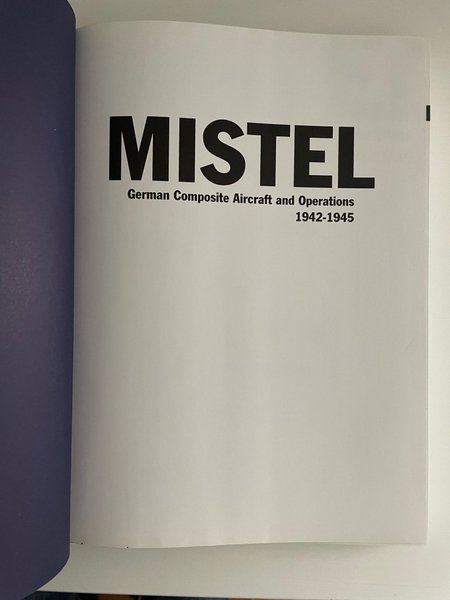 MISTEL
German Composite Aircraft and Operations
1942-1945